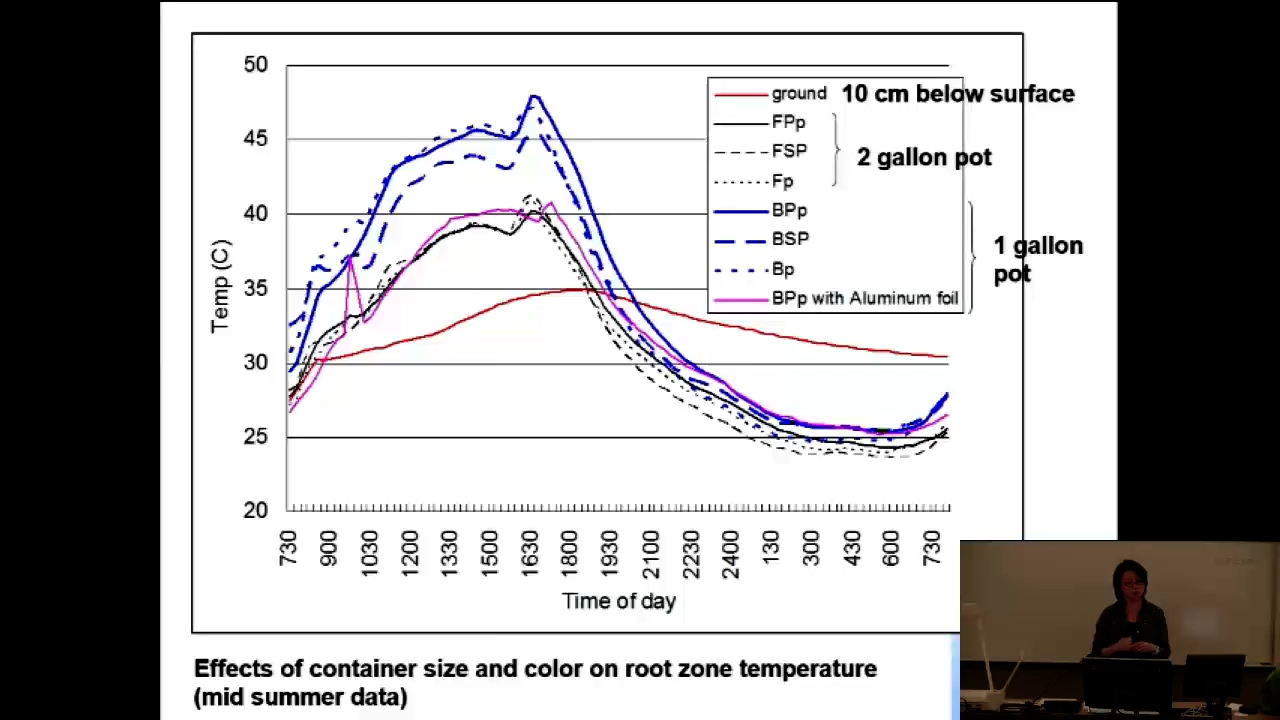 50
45
40
35
30
25
20
Temp (C)
ground 10 cm below surface
FPp
FSP
Fp
2 gallon pot
BPp
BSP
Bp
BPp with Aluminum foil
1 gallon
pot
730 900 1030 1200 1330 1500 1630 1800 1930 2100 2230 2400 130 300 430 600 730
Time of day
Effects of container size and color on root zone temperature
(mid summer data)